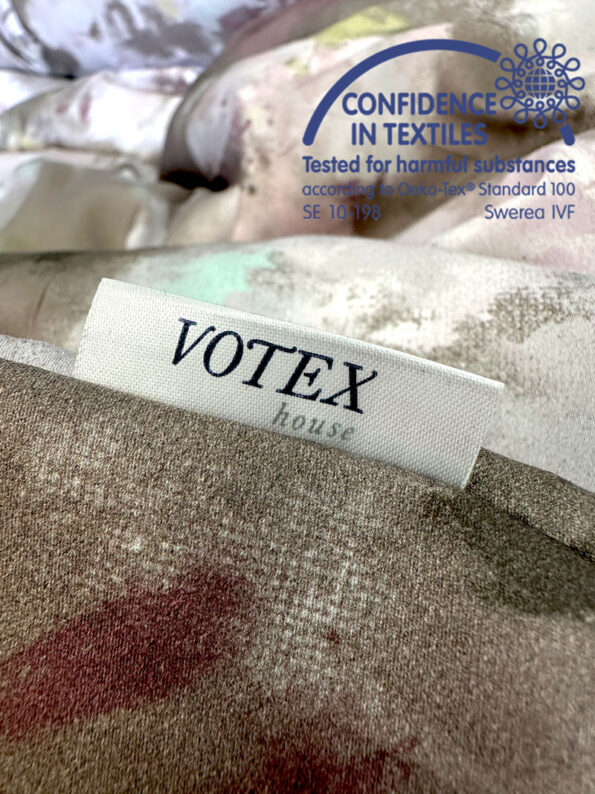 CONFIDENCE
IN TEXTILES
Tested for harmful substances
according to Oeko-Tex® Standard 100
SE 10-198 Swerea IVF
VOTEX
house